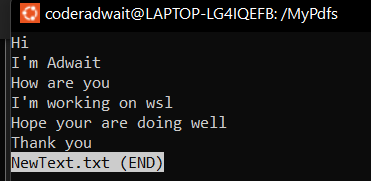 coderadwait@LAPTOP-LG4IQEFB: /MyPdfs
Hi
I'm Adwait
How are you
I'm working on wsl
Hope your are doing well
Thank you
NewText.txt (END)